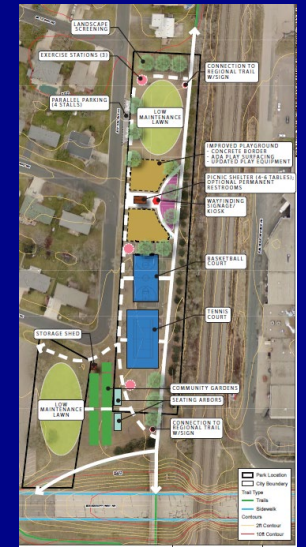 LANDSCAPE
SCREENING
EXERCISE STATIONS (3)
CONNECTION TO
REGIONAL TRAIL
W/SIGN
PARALLEL PARKING
(4 STALLS)
LOW
MAINTENANCE
LAWN
IMPROVED PLAYGROUND
- CONCRETE BORDER
- ADA PLAY SURFACING
- UPDATED PLAY EQUIPMENT
PICNIC SHELTER (4-6 TABLES);
OPTIONAL PERMANENT
RESTROOMS
WAYFINDING
SIGNAGE/
KIOSK
BASKETBALL
COURT
TENNIS
COURT
STORAGE SHED
LOW
MAINTENANCE
LAWN
COMMUNITY GARDENS
SEATING ARBORS
CONNECTION TO
REGIONAL TRAIL
W/SIGN
Park Location
City Boundary
Trail Type
Trails
Sidewalk
Contours
2ft Contour
10ft Contour